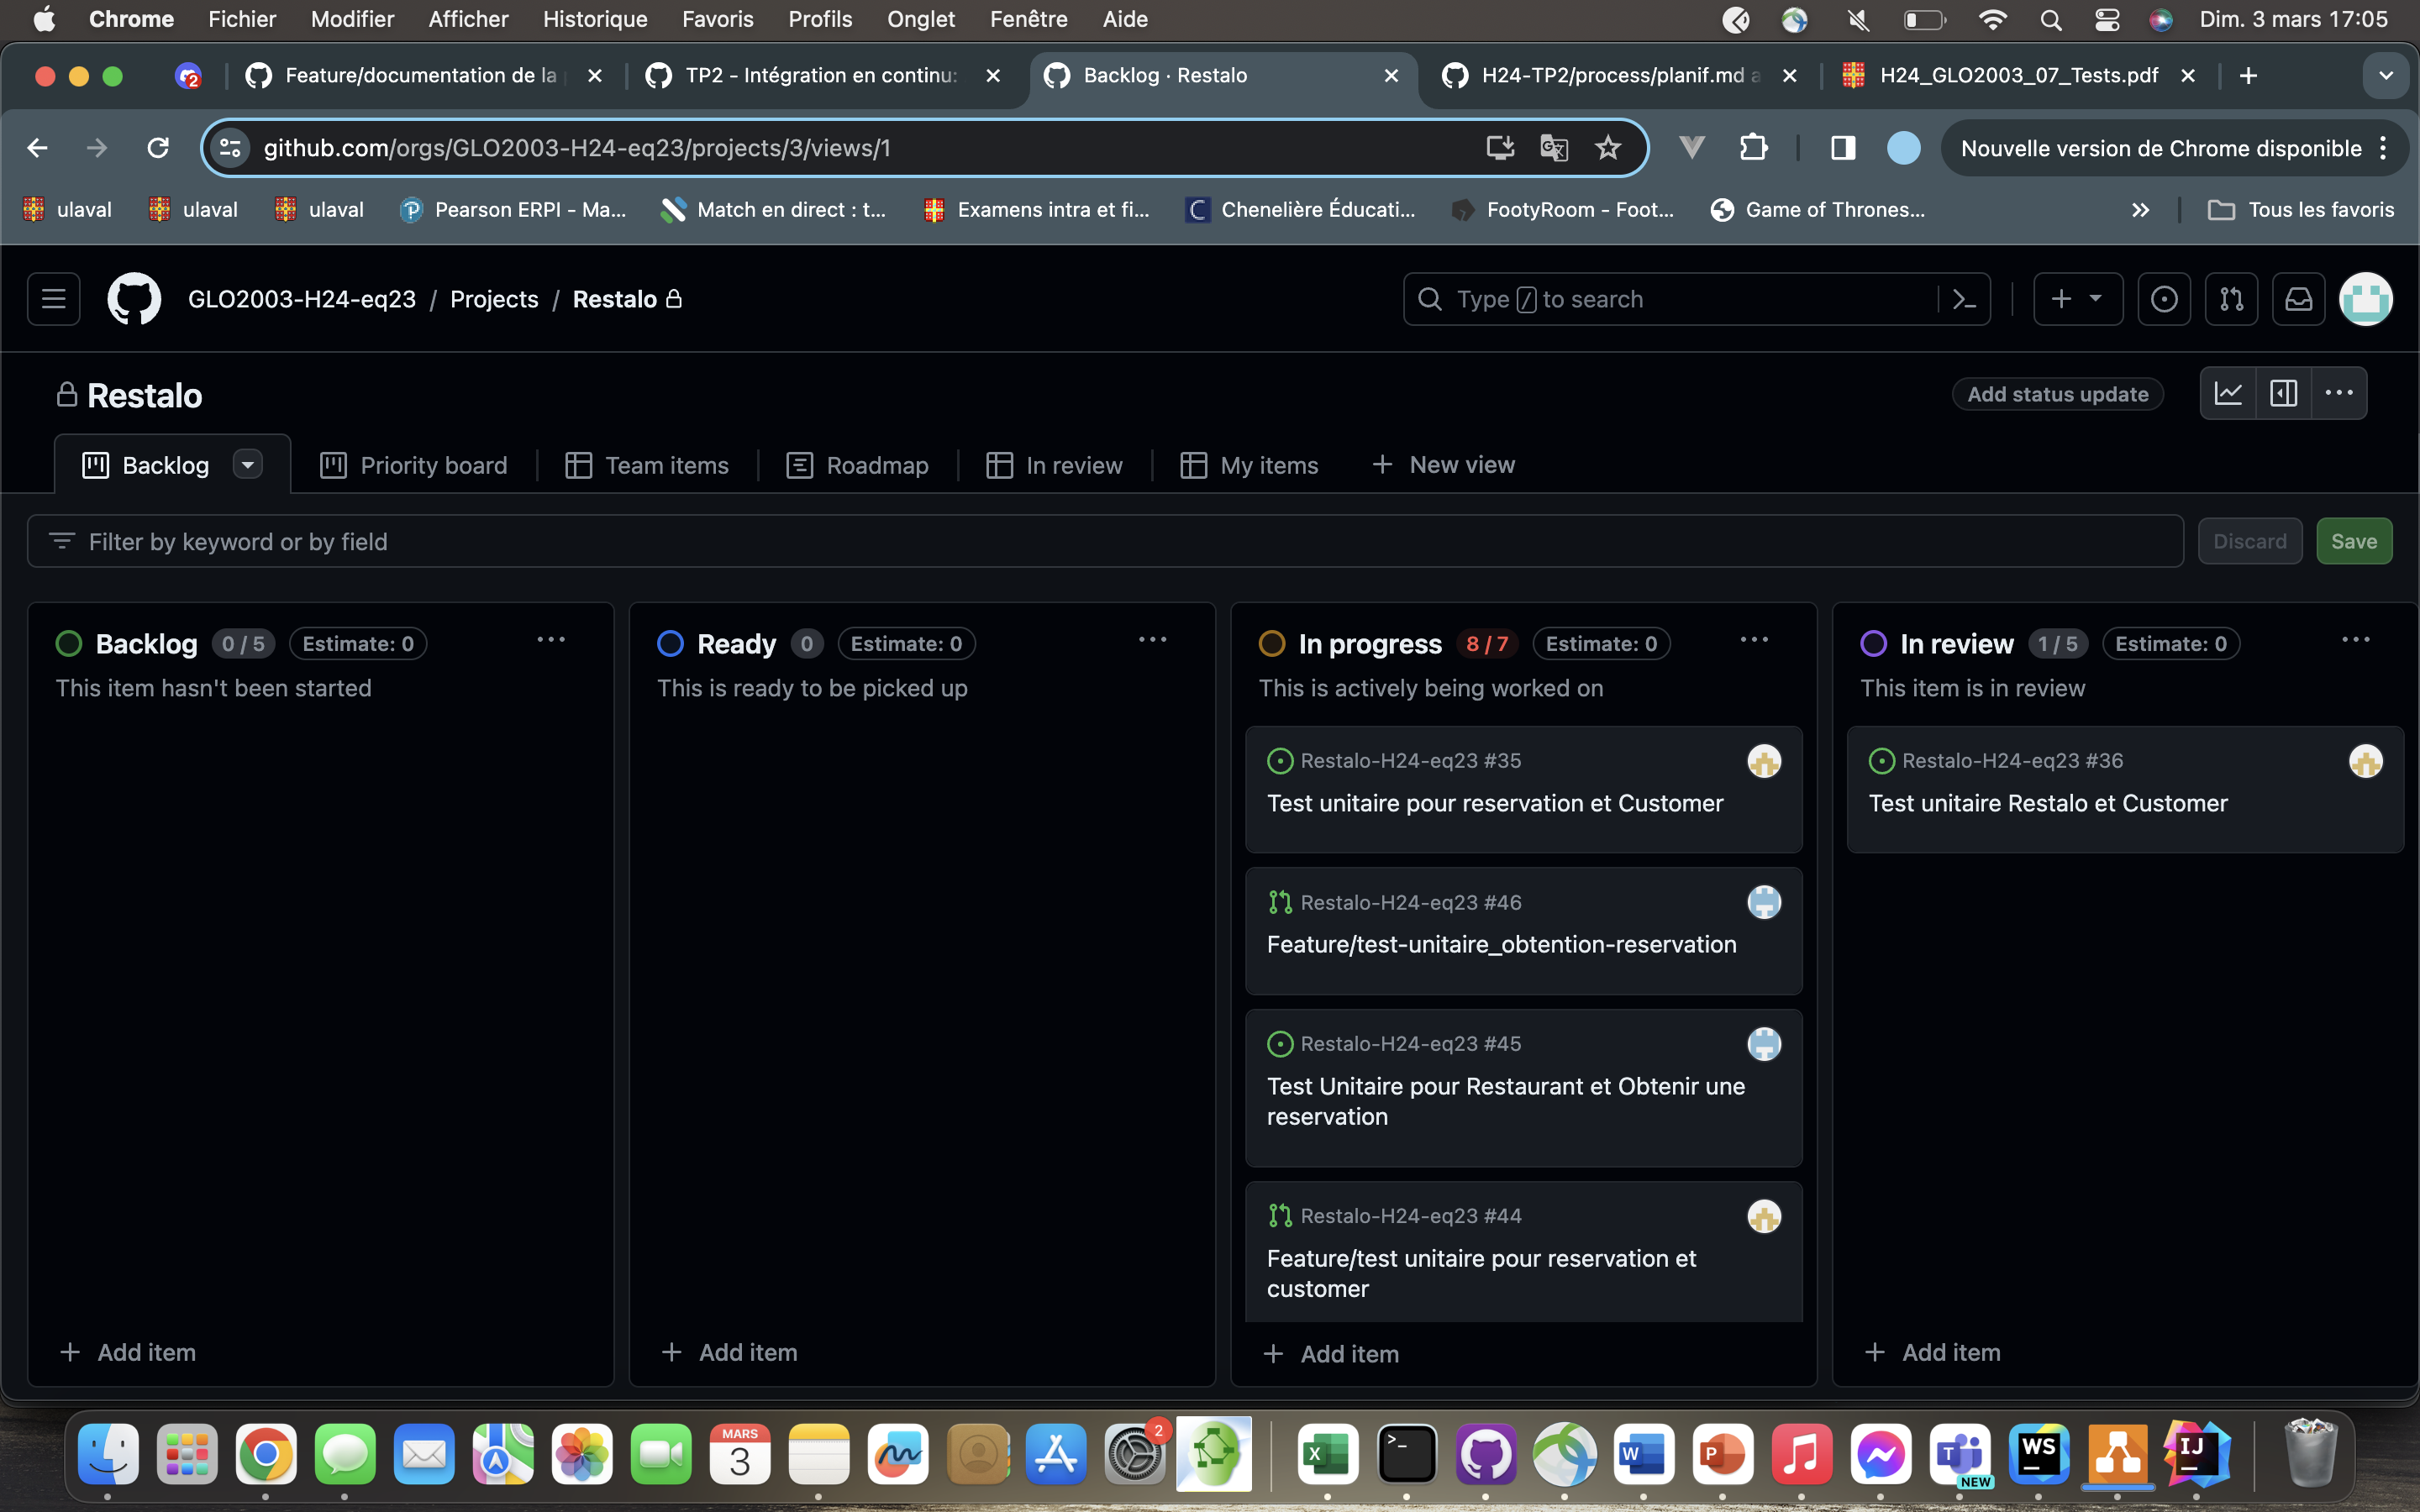 Chrome Fichier Modifier Afficher Historique Favoris Profils Onglet Fenêtre Aide Dim. 3 mars 17:05
2 Feature/documentation de la TP2 - Intégration en continu: Backlog · Restalo H24-TP2/process/planif.md a H24_GLO2003_07_Tests.pdf
github.com/orgs/GLO2003-H24-eq23/projects/3/views/1 Nouvelle version de Chrome disponible
ulaval ulaval ulaval Pearson ERPI - Ma... Match en direct : t... Examens intra et fi... Chenelière Éducati... FootyRoom - Foot... Game of Thrones... Tous les favoris
GLO2003-H24-eq23 / Projects / Restalo Type / to search
Restalo Add status update
Backlog Priority board Team items Roadmap In review My items New view
Filter by keyword or by field Discard Save
Backlog 0 / 5 Estimate: 0
This item hasn't been started
Add item
Ready 0 Estimate: 0
This is ready to be picked up
Add item
In progress 8 / 7 Estimate: 0
This is actively being worked on
Restalo-H24-eq23 #35
Test unitaire pour reservation et Customer
Restalo-H24-eq23 #46
Feature/test-unitaire_obtention-reservation
Restalo-H24-eq23 #45
Test Unitaire pour Restaurant et Obtenir une
reservation
Restalo-H24-eq23 #44
Feature/test unitaire pour reservation et
customer
Add item
In review 1 / 5 Estimate: 0
This item is in review
Restalo-H24-eq23 #36
Test unitaire Restalo et Customer
Add item
MARS
3
2
X
W
P
T
NEW
WS
IJ